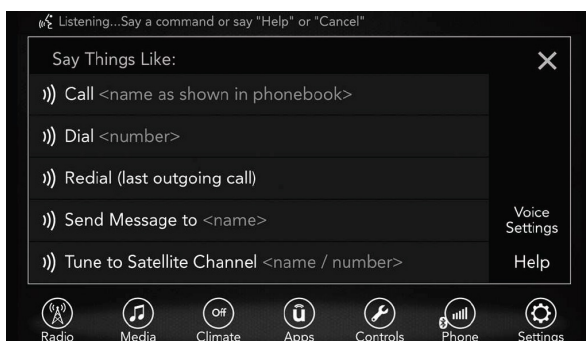 Listening...Say a command or say "Help" or "Cancel"
Say Things Like:
Call <name as shown in phonebook>
Dial <number>
Redial (last outgoing call)
Send Message to <name>
Tune to Satellite Channel <name / number>
Voice
Settings
Help
Off
û
Radio
Media
Climate
Apps
Controls
Phone
Settings